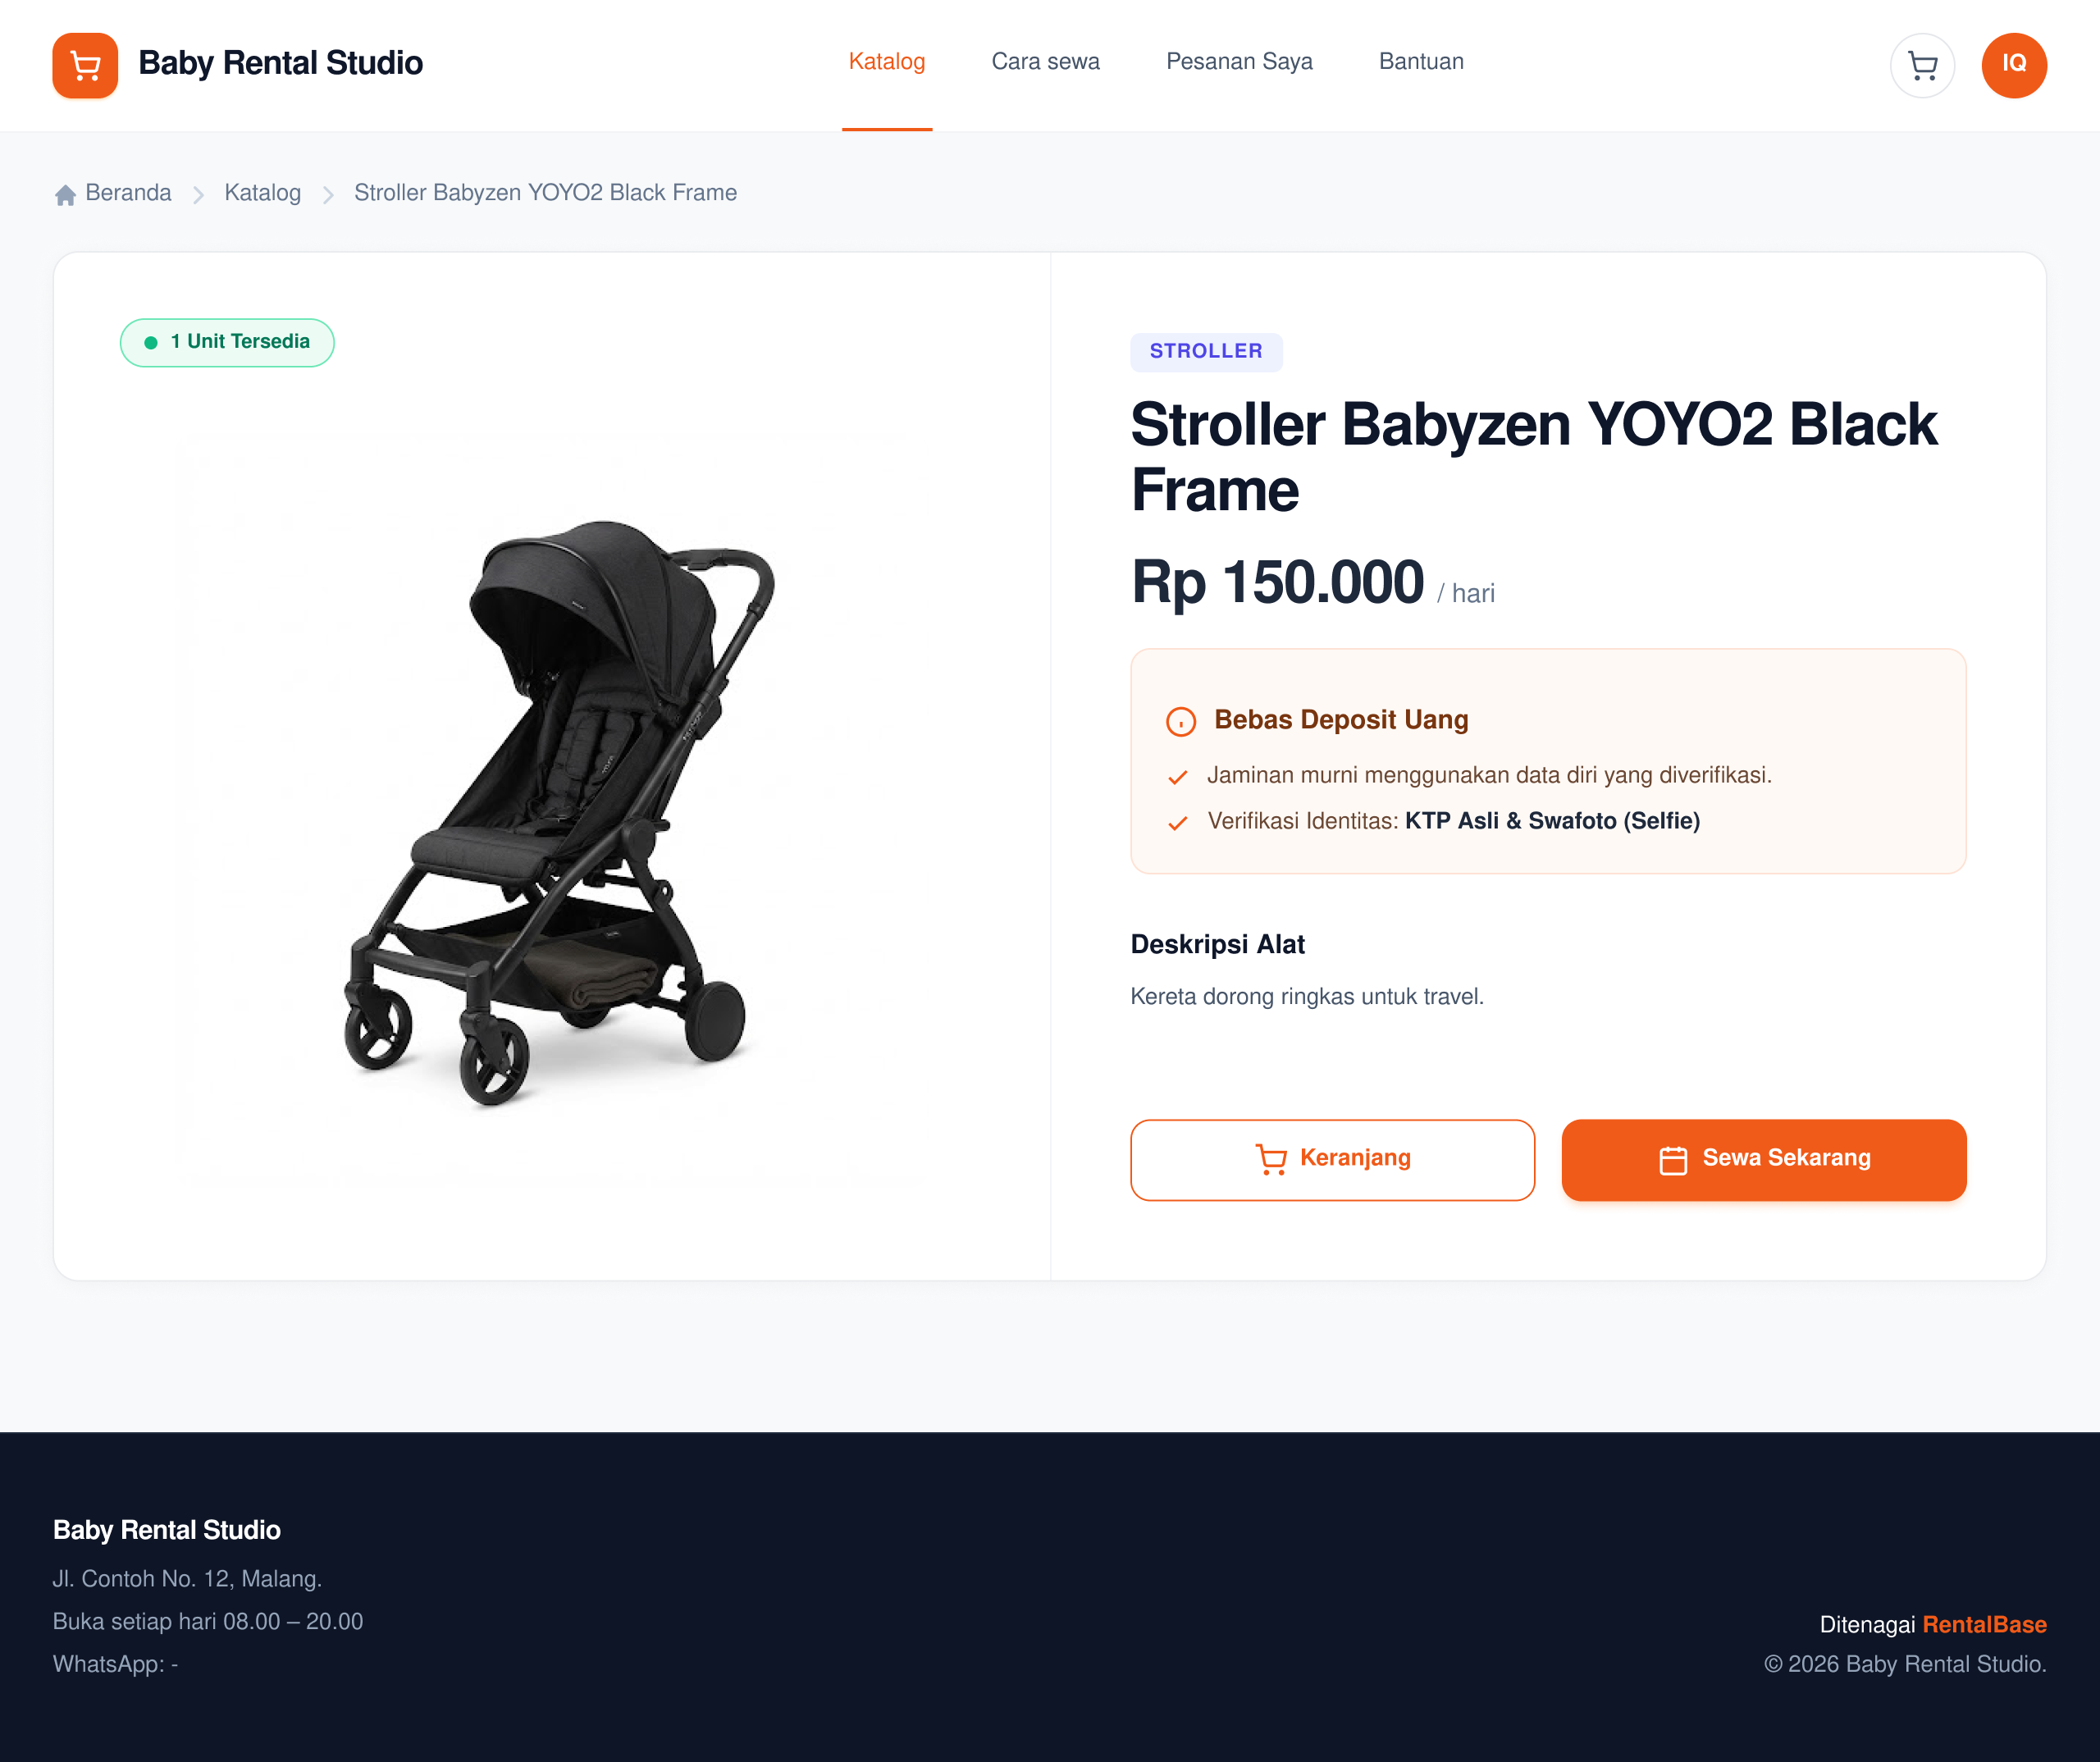 Baby Rental Studio
Katalog
Cara sewa
Pesanan Saya
Bantuan
IQ
Beranda
Katalog
Stroller Babyzen YOYO2 Black Frame
1 Unit Tersedia
STROLLER
Stroller Babyzen YOYO2 Black
Frame
Rp 150.000 / hari
Bebas Deposit Uang
Jaminan murni menggunakan data diri yang diverifikasi.
Verifikasi Identitas: KTP Asli & Swafoto (Selfie)
Deskripsi Alat
Kereta dorong ringkas untuk travel.
Keranjang
Sewa Sekarang
Baby Rental Studio
Jl. Contoh No. 12, Malang.
Buka setiap hari 08.00 – 20.00
WhatsApp: -
Ditenagai RentalBase
© 2026 Baby Rental Studio.